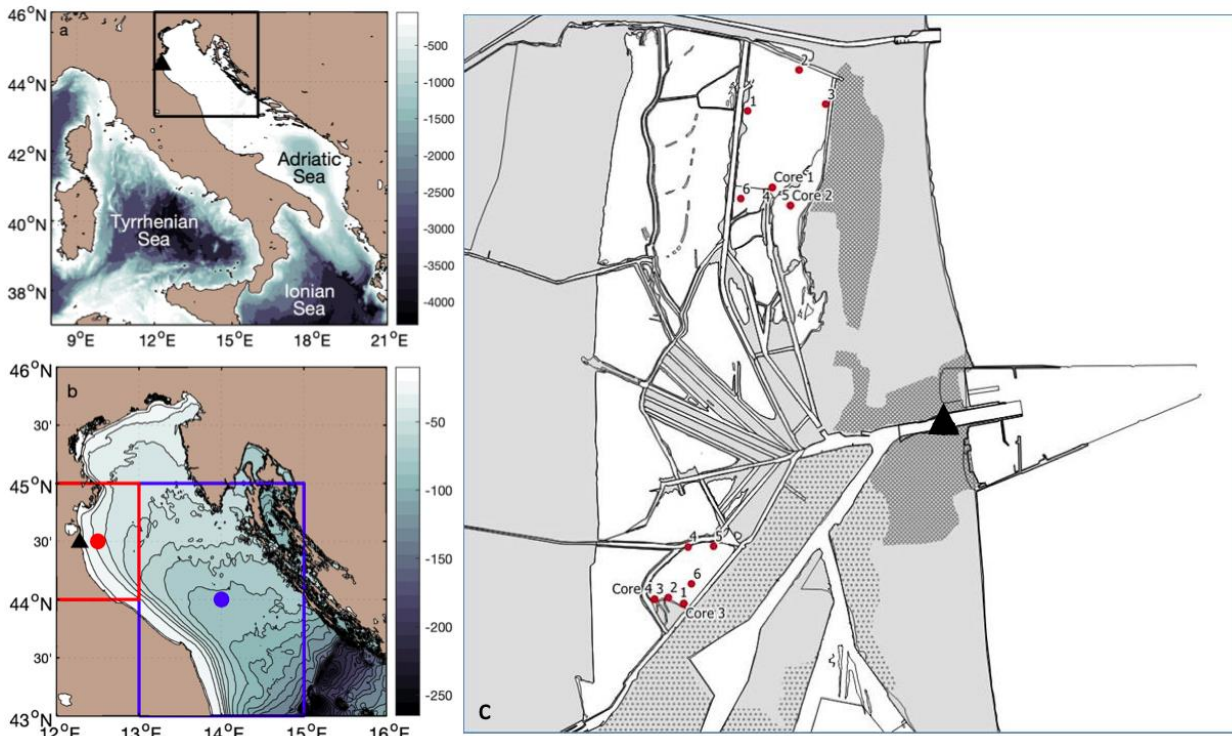 a
46°N
44°N
42°N
40°N
38°N
9°E
12°E
15°E
18°E
21°E
Adriatic
Sea
Tyrrhenian
Sea
Ionian
Sea
-500
-1000
-1500
-2000
-2500
-3000
-3500
-4000
b
46°N
30'
45°N
30'
44°N
30'
43°N
12°E
13°E
14°E
15°E
16°E
-50
-100
-150
-200
-250
2
3
1
Core 1
6
4
5
Core 2
4
5
6
Core 4
3
2
1
Core 3
C